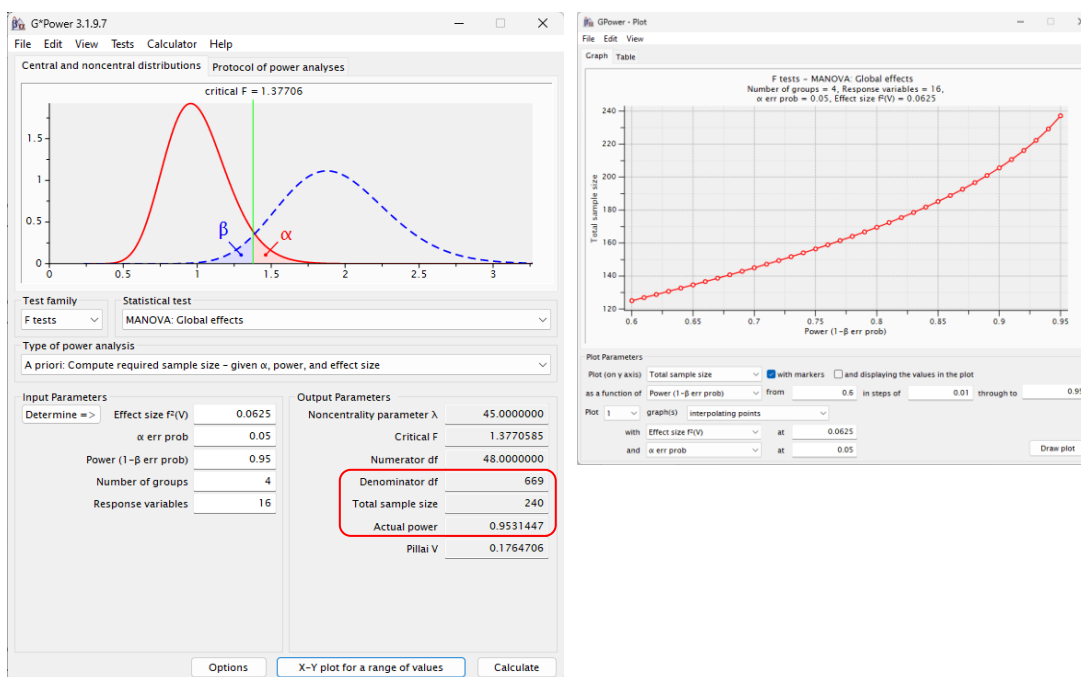 G*Power 3.1.9.7
File Edit View Tests Calculator Help
Central and noncentral distributions Protocol of power analyses
critical F = 1.37706
1.5
1
0.5
0
β
α
0 0.5 1 1.5 2 2.5 3
Test family Statistical test
F tests MANOVA: Global effects
Type of power analysis
A priori: Compute required sample size – given α, power, and effect size
Input Parameters
Determine => Effect size f²(V) 0.0625
α err prob 0.05
Power (1-β err prob) 0.95
Number of groups 4
Response variables 16
Output Parameters
Noncentrality parameter λ 45.0000000
Critical F 1.3770585
Numerator df 48.0000000
Denominator df 669
Total sample size 240
Actual power 0.9531447
Pillai V 0.1764706
Options X-Y plot for a range of values Calculate
GPower - Plot
File Edit View
Graph Table
F tests - MANOVA: Global effects
Number of groups = 4, Response variables = 16,
α err prob = 0.05, Effect size f²(V) = 0.0625
Total sample size
240
220
200
180
160
140
120
0.6 0.65 0.7 0.75 0.8 0.85 0.9 0.95
Power (1-β err prob)
Plot Parameters
Plot (on y axis) Total sample size with markers and displaying the values in the plot
as a function of Power (1-β err prob) from 0.6 in steps of 0.01 through to 0.95
Plot 1 graph(s) interpolating points
with Effect size f²(V) at 0.0625
and α err prob at 0.05
Draw plot